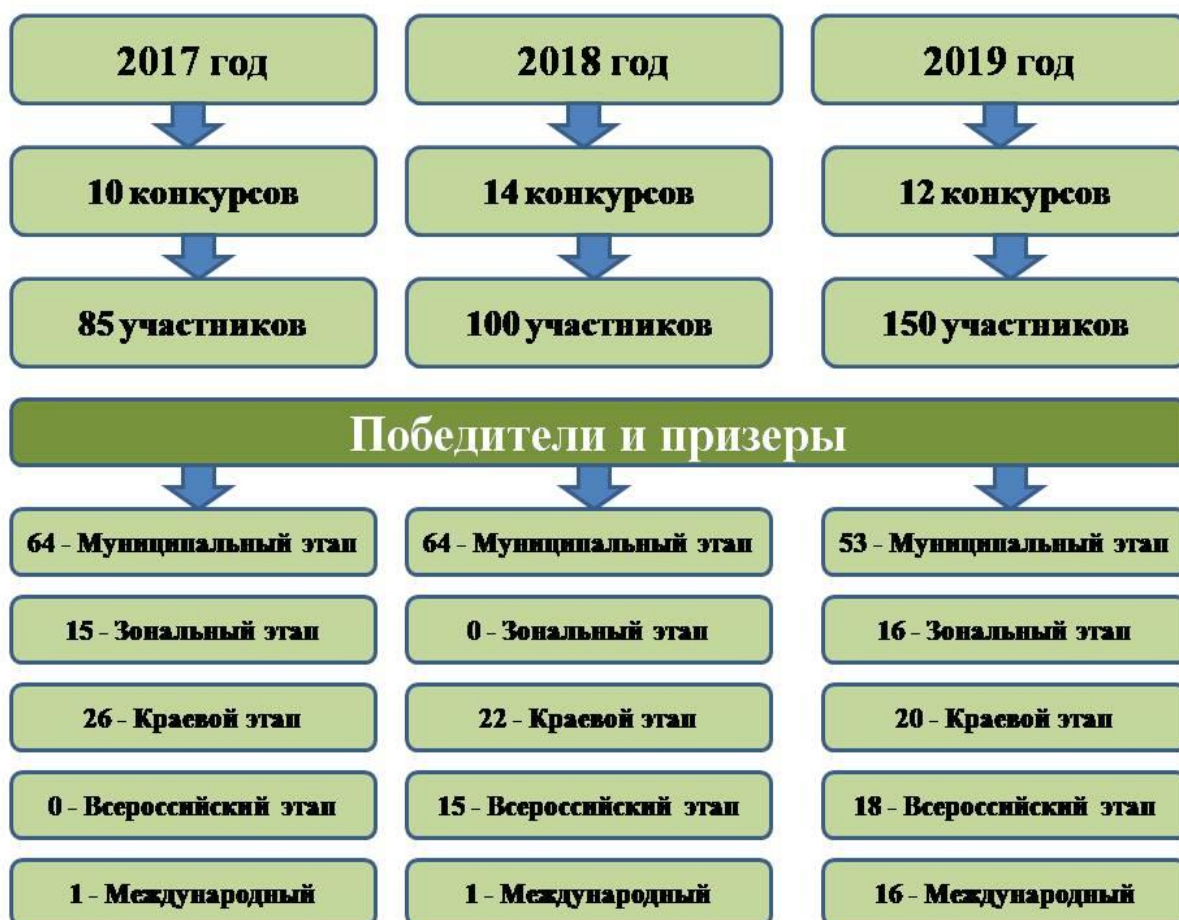 2017 год
2018 год
2019 год
10 конкурсов
14 конкурсов
12 конкурсов
85 участников
100 участников
150 участников
Победители и призеры
64 - Муниципальный этап
64 - Муниципальный этап
53 - Муниципальный этап
15 - Зональный этап
0 - Зональный этап
16 - Зональный этап
26 - Краевой этап
22 - Краевой этап
20 - Краевой этап
0 - Всероссийский этап
15 - Всероссийский этап
18 - Всероссийский этап
1 - Международный
1 - Международный
16 - Международный